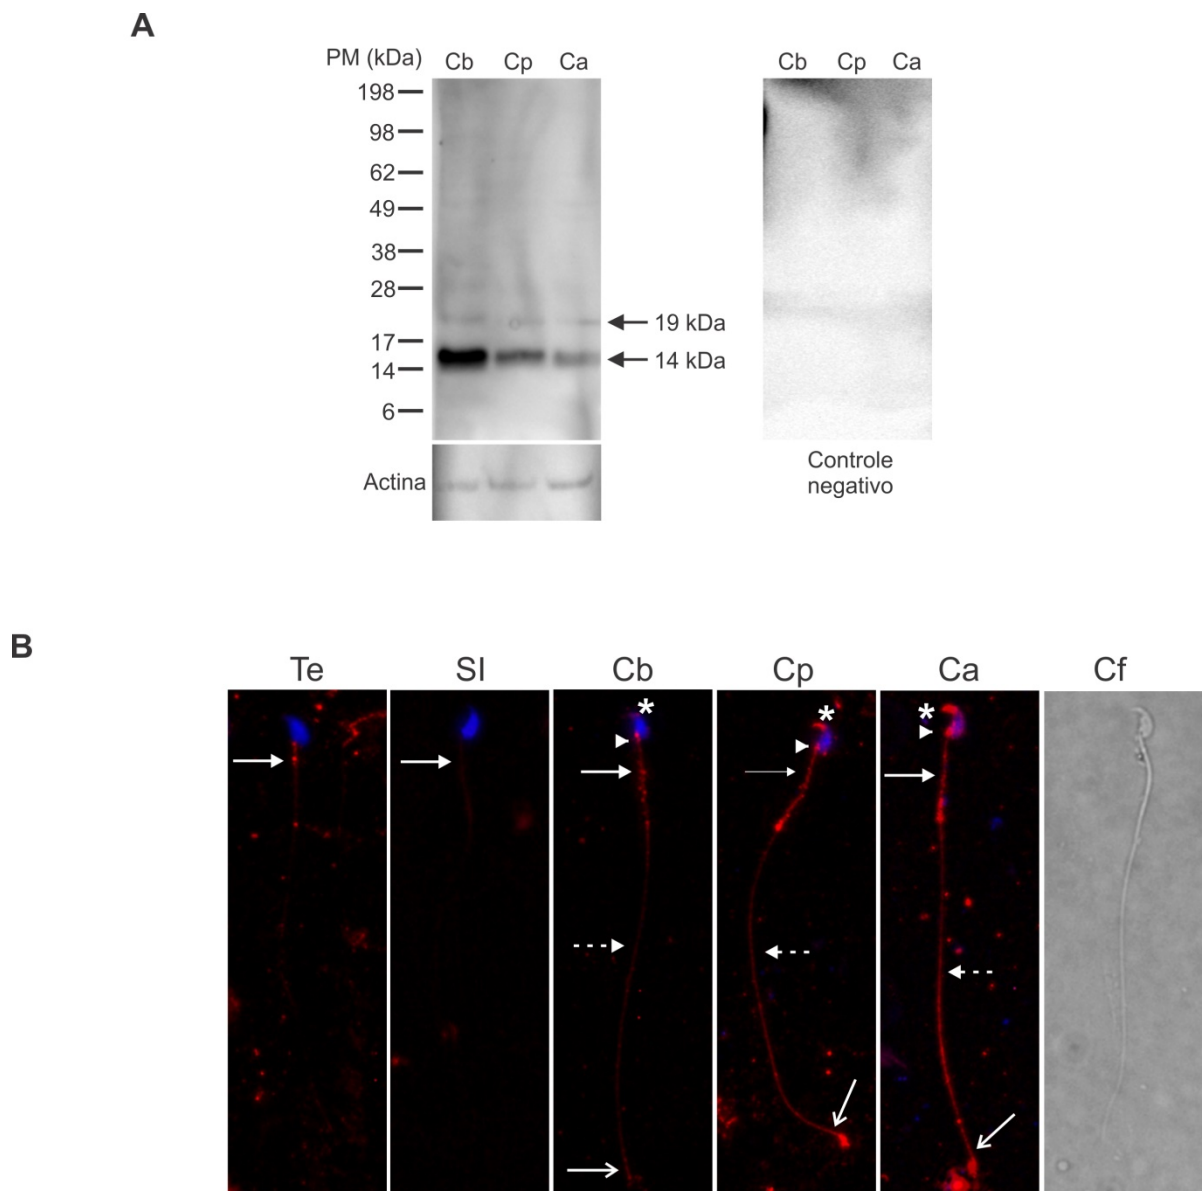 A
PM (kDa)
Cb Cp Ca
198
98
62
49
38
28
17
14
6
19 kDa
14 kDa
Actina
Cb Cp Ca
Controle
negativo
B
Te SI Cb Cp Ca Cf
* * *